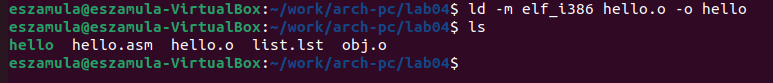 eszamula@eszamula-VirtualBox:~/work/arch-pc/lab04$ ld -m elf_i386 hello.o -o hello
eszamula@eszamula-VirtualBox:~/work/arch-pc/lab04$ ls
hello  hello.asm  hello.o  list.lst  obj.o
eszamula@eszamula-VirtualBox:~/work/arch-pc/lab04$